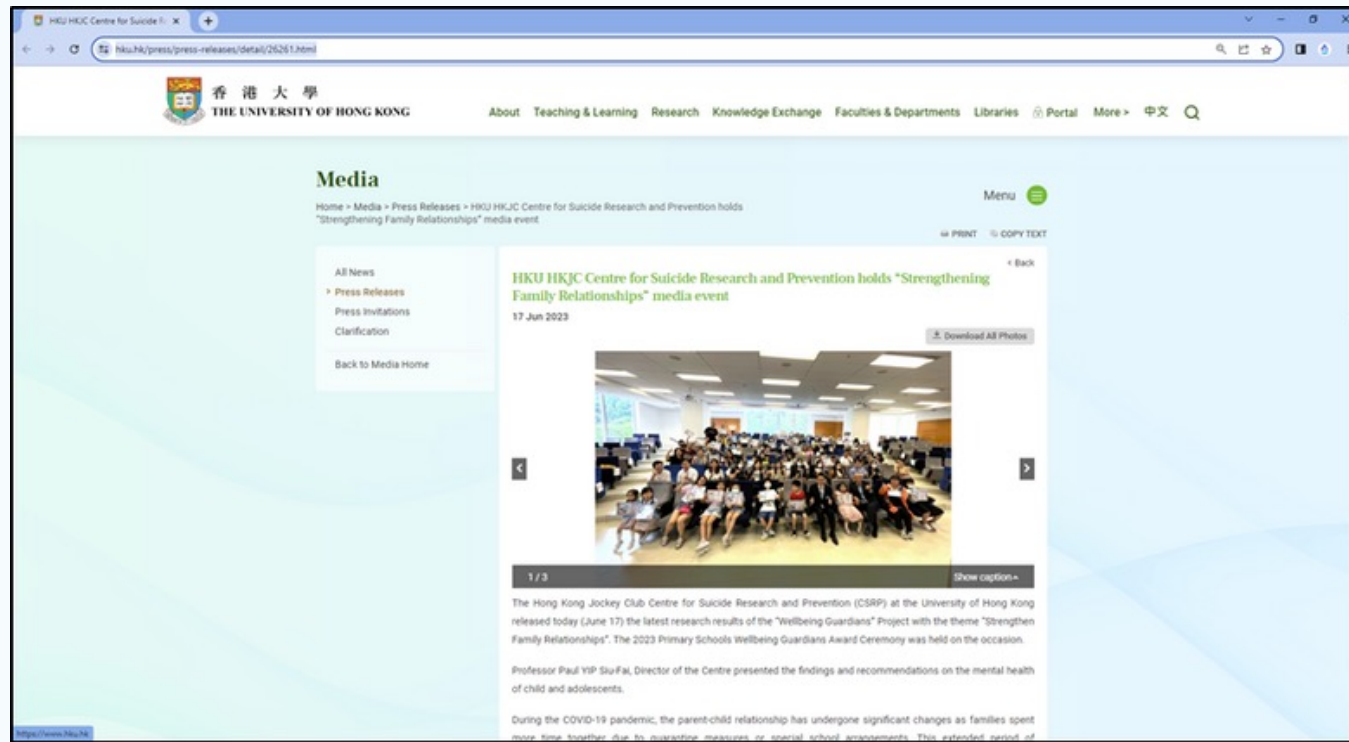 HKU HKJC Centre for Suicide R
hku.hk/press/press-releases/detail/26261.html
香港大學
THE UNIVERSITY OF HONG KONG
About Teaching & Learning Research Knowledge Exchange Faculties & Departments Libraries Portal More > 中文
Media
Menu
Home > Media > Press Releases > HKU HKJC Centre for Suicide Research and Prevention holds
"Strengthening Family Relationships" media event
PRINT COPY TEXT
All News
Press Releases
Press Invitations
Clarification
Back to Media Home
< Back
HKU HKJC Centre for Suicide Research and Prevention holds "Strengthening
Family Relationships" media event
17 Jun 2023
Download All Photos
1 / 3
Show caption
The Hong Kong Jockey Club Centre for Suicide Research and Prevention (CSRP) at the University of Hong Kong
released today (June 17) the latest research results of the "Wellbeing Guardians" Project with the theme "Strengthen
Family Relationships". The 2023 Primary Schools Wellbeing Guardians Award Ceremony was held on the occasion.
Professor Paul YIP Siu-Fai, Director of the Centre presented the findings and recommendations on the mental health
of child and adolescents.
During the COVID-19 pandemic, the parent-child relationship has undergone significant changes as families spent
more time together due to quarantine measures or special school arrangements. This extended period of
https://www.hku.hk